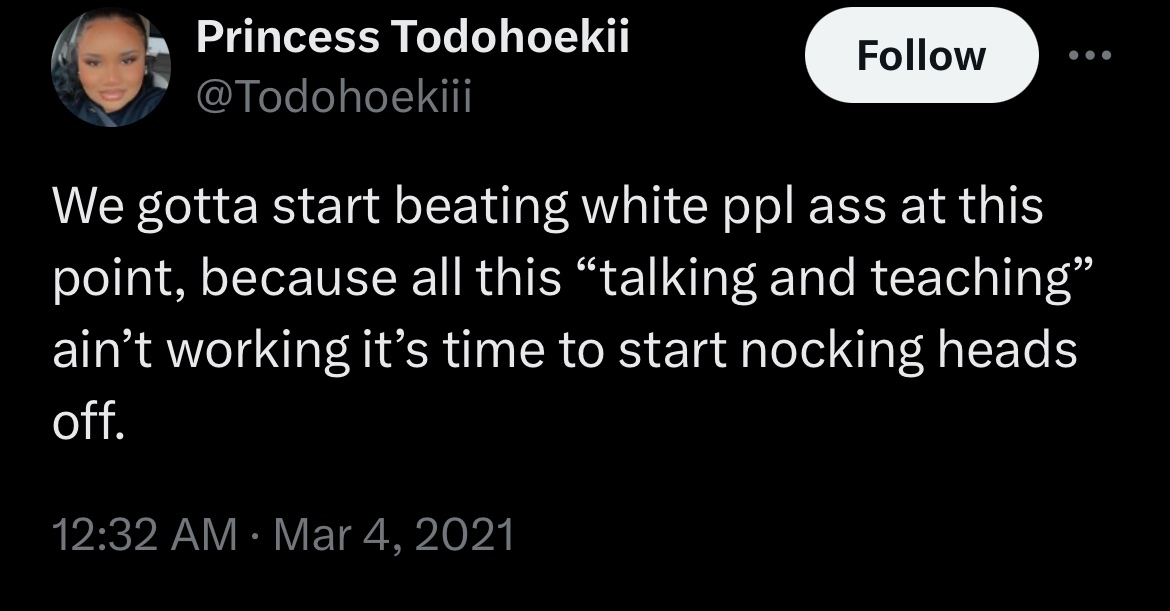 Princess Todohoekii
Follow
@Todohoekiii
We gotta start beating white ppl ass at this
point, because all this “talking and teaching”
ain’t working it’s time to start nocking heads
off.
12:32 AM · Mar 4, 2021